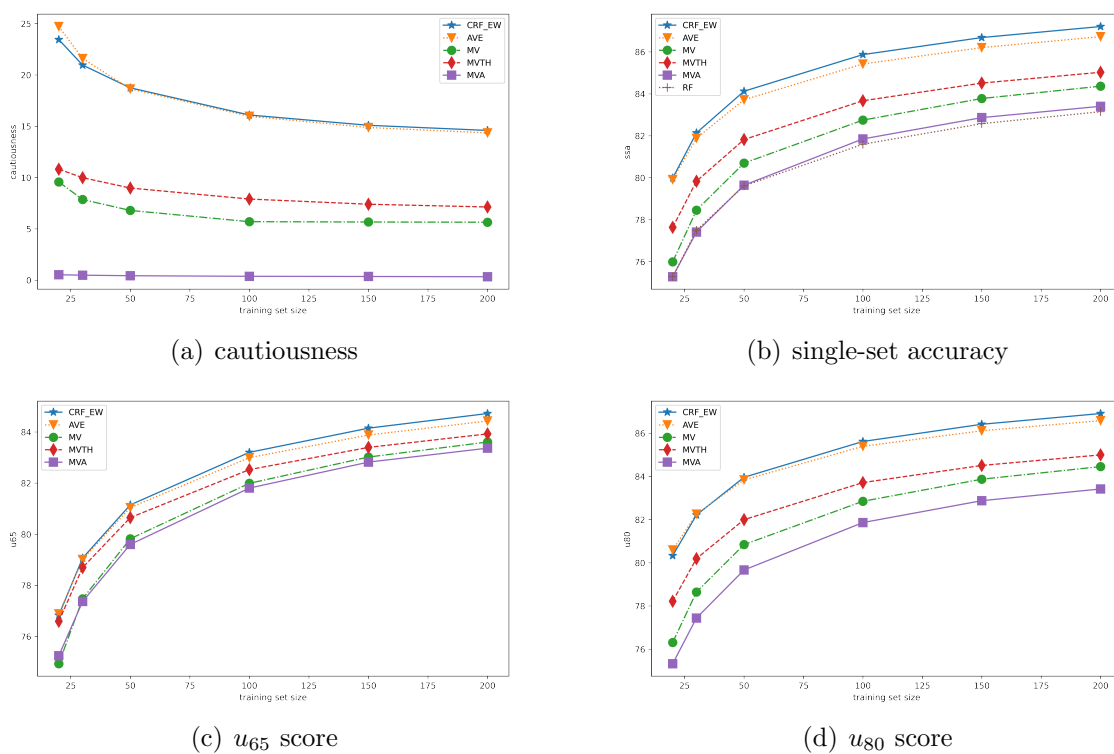 25
20
15
10
5
0
cautiousness
CRF_EW
AVE
MV
MVTH
MVA
25 50 75 100 125 150 175 200
training set size
(a) cautiousness
86
84
82
80
78
76
ssa
CRF_EW
AVE
MV
MVTH
MVA
RF
25 50 75 100 125 150 175 200
training set size
(b) single-set accuracy
84
82
80
78
76
u65
CRF_EW
AVE
MV
MVTH
MVA
25 50 75 100 125 150 175 200
training set size
(c) u65 score
86
84
82
80
78
76
u80
CRF_EW
AVE
MV
MVTH
MVA
25 50 75 100 125 150 175 200
training set size
(d) u80 score